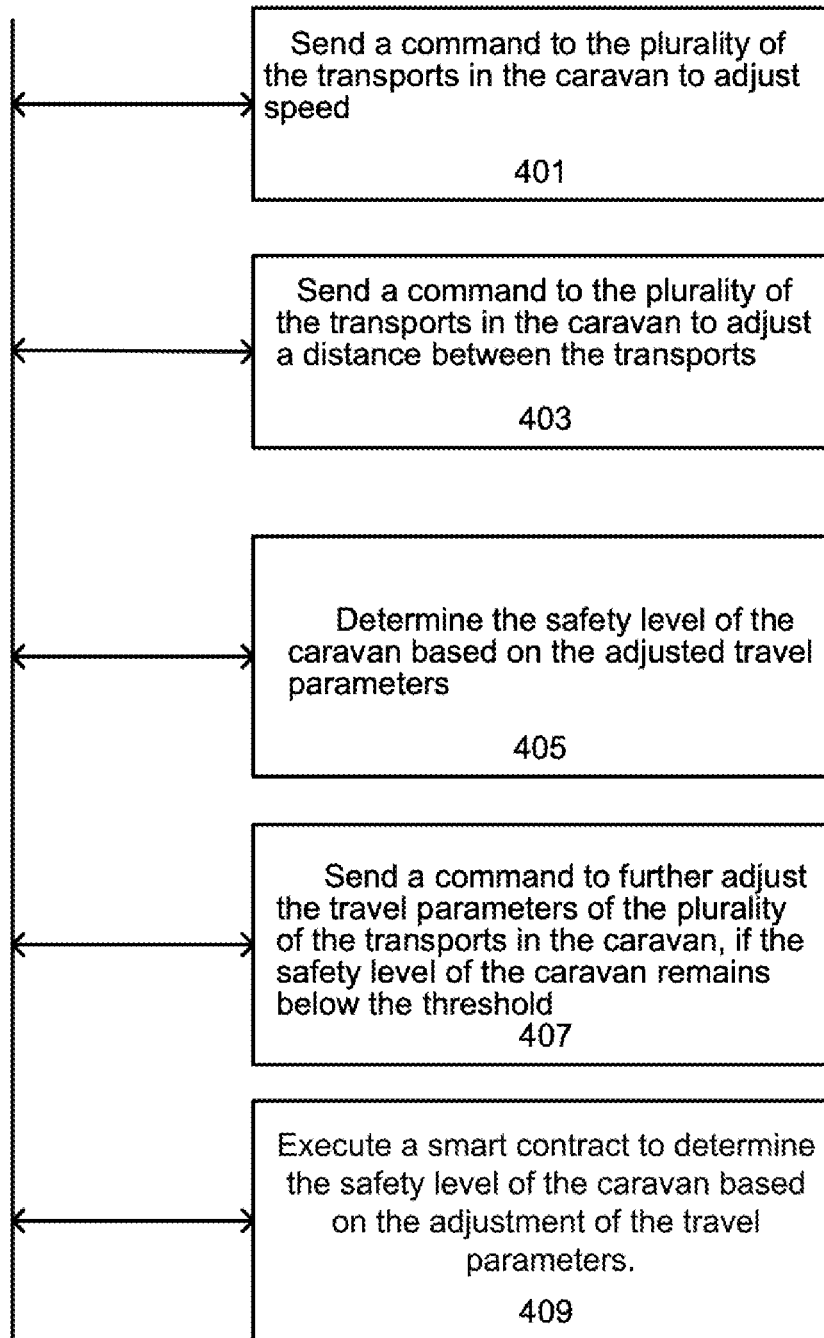 Send a command to the plurality of
the transports in the caravan to adjust
speed
401
Send a command to the plurality of
the transports in the caravan to adjust
a distance between the transports
403
Determine the safety level of the
caravan based on the adjusted travel
parameters
405
Send a command to further adjust
the travel parameters of the plurality
of the transports in the caravan, if the
safety level of the caravan remains
below the threshold
407
Execute a smart contract to determine
the safety level of the caravan based
on the adjustment of the travel
parameters.
409